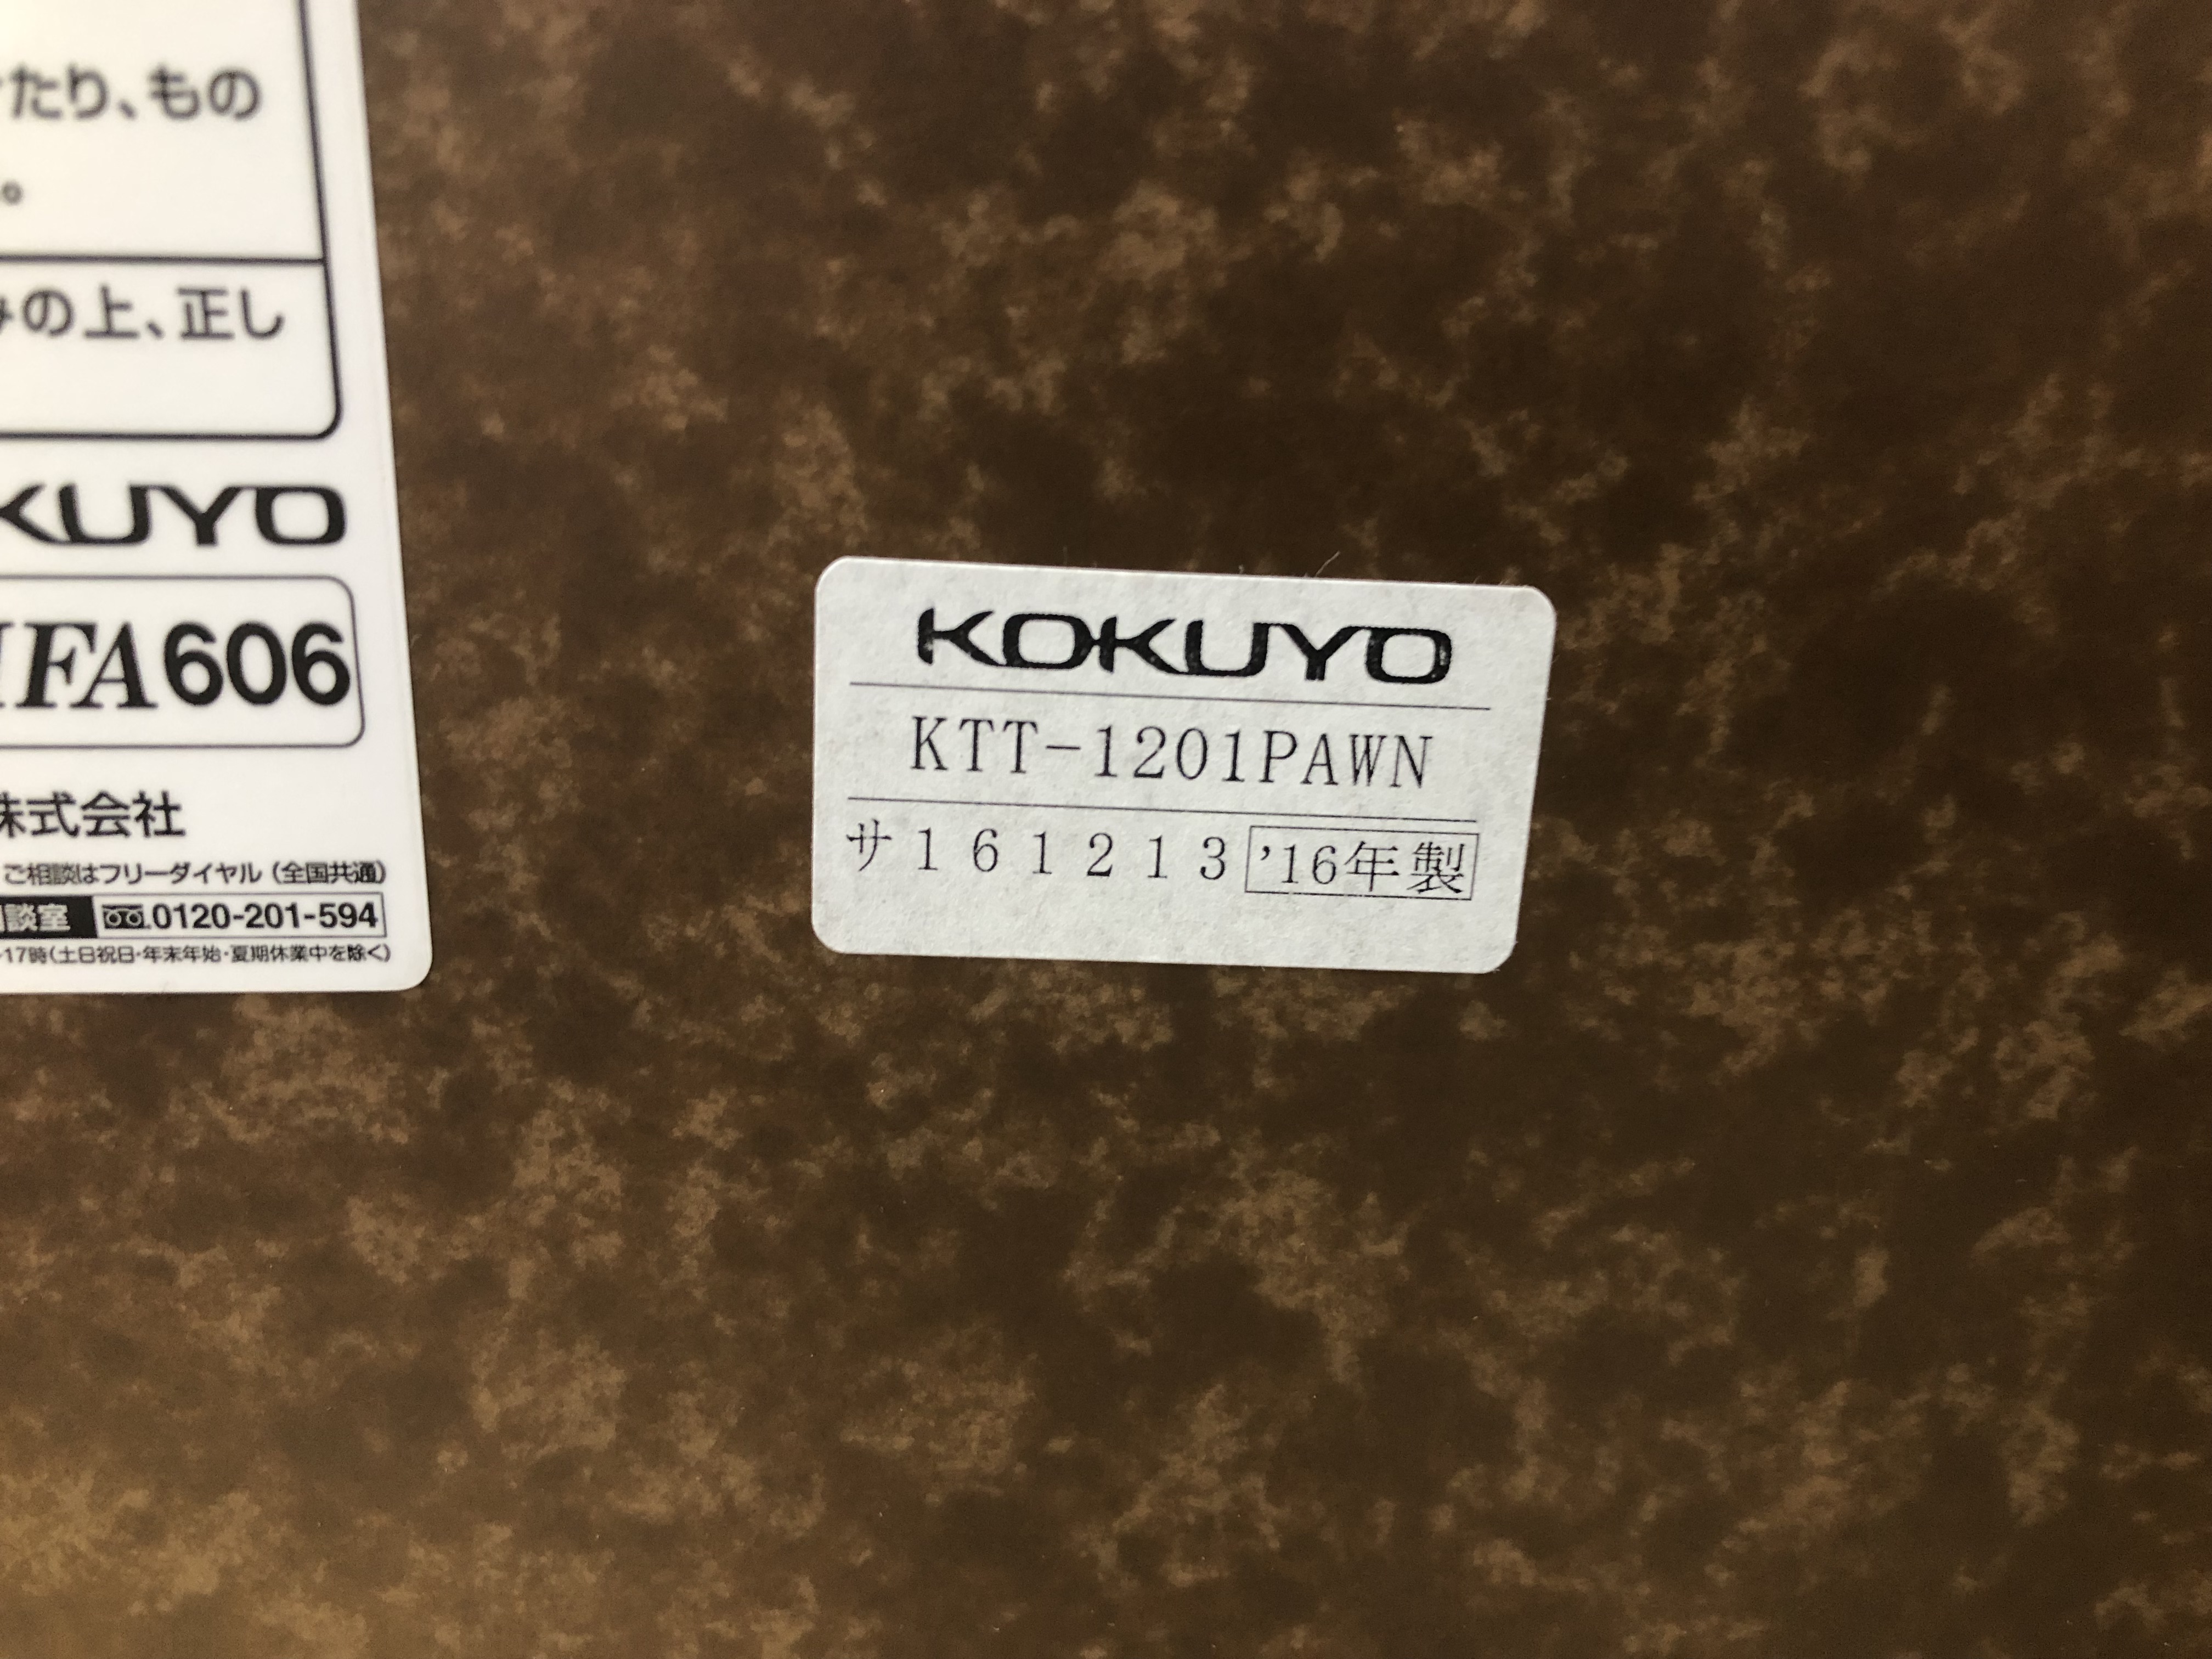 たり、もの
。
の上、正し
KUYO
FA606
株式会社
ご相談はフリーダイヤル（全国共通）
談室 0120-201-594
17時(土日祝日・年末年始・夏期休業中を除く)
KOKUYO
KTT-1201PAWN
サ161213 '16年製